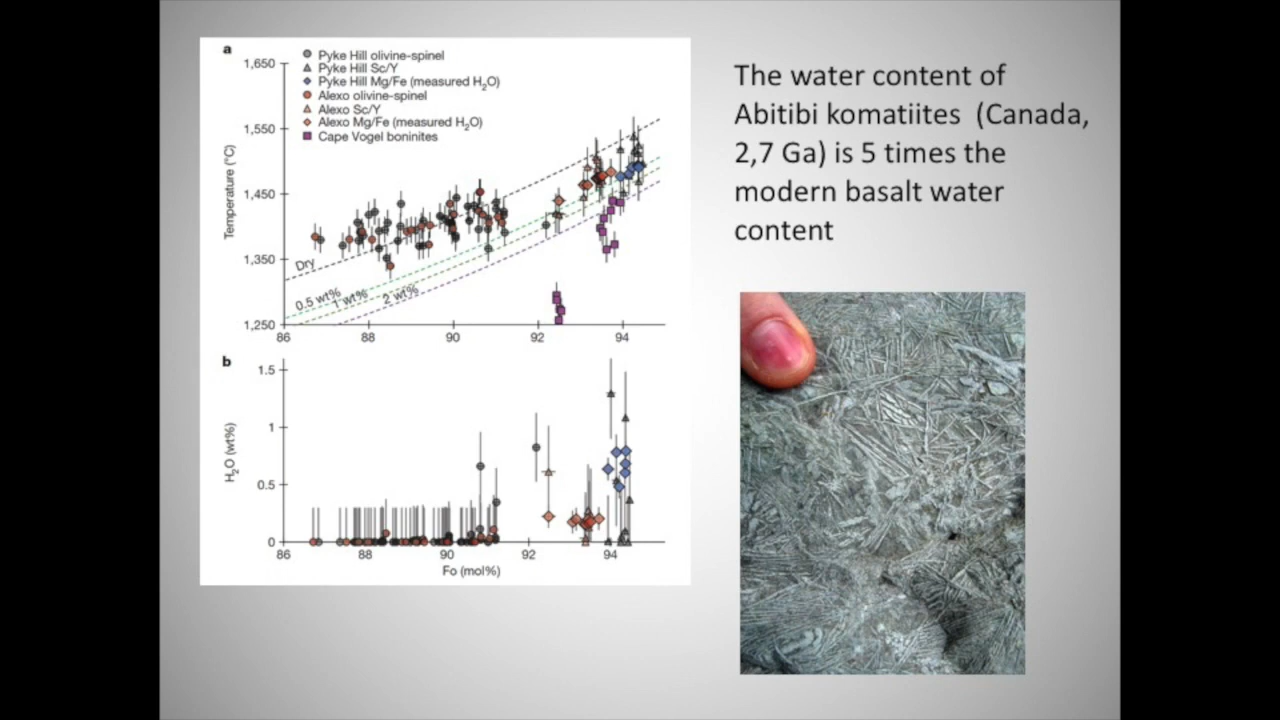 a
Pyke Hill olivine-spinel
Pyke Hill Sc/Y
Pyke Hill Mg/Fe (measured H2O)
Alexo olivine-spinel
Alexo Sc/Y
Alexo Mg/Fe (measured H2O)
Cape Vogel boninites
Temperature (°C)
1,650
1,550
1,450
1,350
1,250
Dry
0.5 wt%
1 wt%
2 wt%
86 88 90 92 94
b
H2O (wt%)
1.5
1
0.5
0
86 88 90 92 94
Fo (mol%)
The water content of
Abitibi komatiites (Canada,
2,7 Ga) is 5 times the
modern basalt water
content